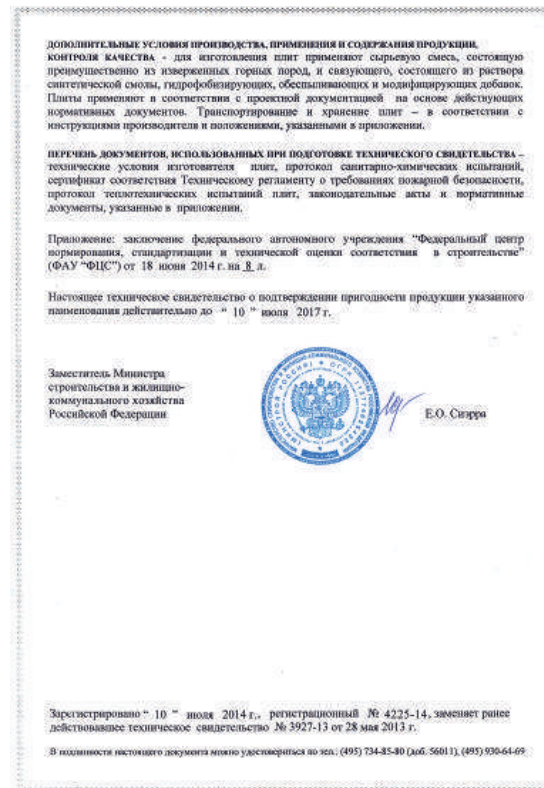 ДОПОЛНИТЕЛЬНЫЕ УСЛОВИЯ ПРОИЗВОДСТВА, ПРИМЕНЕНИЯ И СОДЕРЖАНИЯ ПРОДУКЦИИ,
КОНТРОЛЯ КАЧЕСТВА - для изготовления плит применяют сырьевую смесь, состоящую
преимущественно из изверженных горных пород, и связующего, состоящего из раствора
синтетической смолы, гидрофобизирующих, обеспыливающих и модифицирующих добавок.
Плиты применяют в соответствии с проектной документацией на основе действующих
нормативных документов. Транспортирование и хранение плит – в соответствии с
инструкциями производителя и положениями, указанными в приложении.
ПЕРЕЧЕНЬ ДОКУМЕНТОВ, ИСПОЛЬЗОВАННЫХ ПРИ ПОДГОТОВКЕ ТЕХНИЧЕСКОГО СВИДЕТЕЛЬСТВА –
технические условия изготовителя плит, протокол санитарно-химических испытаний,
сертификат соответствия Техническому регламенту о требованиях пожарной безопасности,
протокол теплотехнических испытаний плит, законодательные акты и нормативные
документы, указанные в приложении.
Приложение: заключение федерального автономного учреждения "Федеральный центр
нормирования, стандартизации и технической оценки соответствия в строительстве"
(ФАУ "ФЦС") от 18 июня 2014 г. на 8 л.
Настоящее техническое свидетельство о подтверждении пригодности продукции указанного
наименования действительно до " 10 " июля 2017 г.
Заместитель Министра
строительства и жилищно-
коммунального хозяйства
Российской Федерации
Е.О. Сиэрра
Зарегистрировано " 10 " июля 2014 г., регистрационный № 4225-14, заменяет ранее
действовавшее техническое свидетельство № 3927-13 от 28 мая 2013 г.
В подлинности настоящего документа можно удостовериться по тел.: (495) 734-85-80 (доб. 56011), (495) 930-64-69